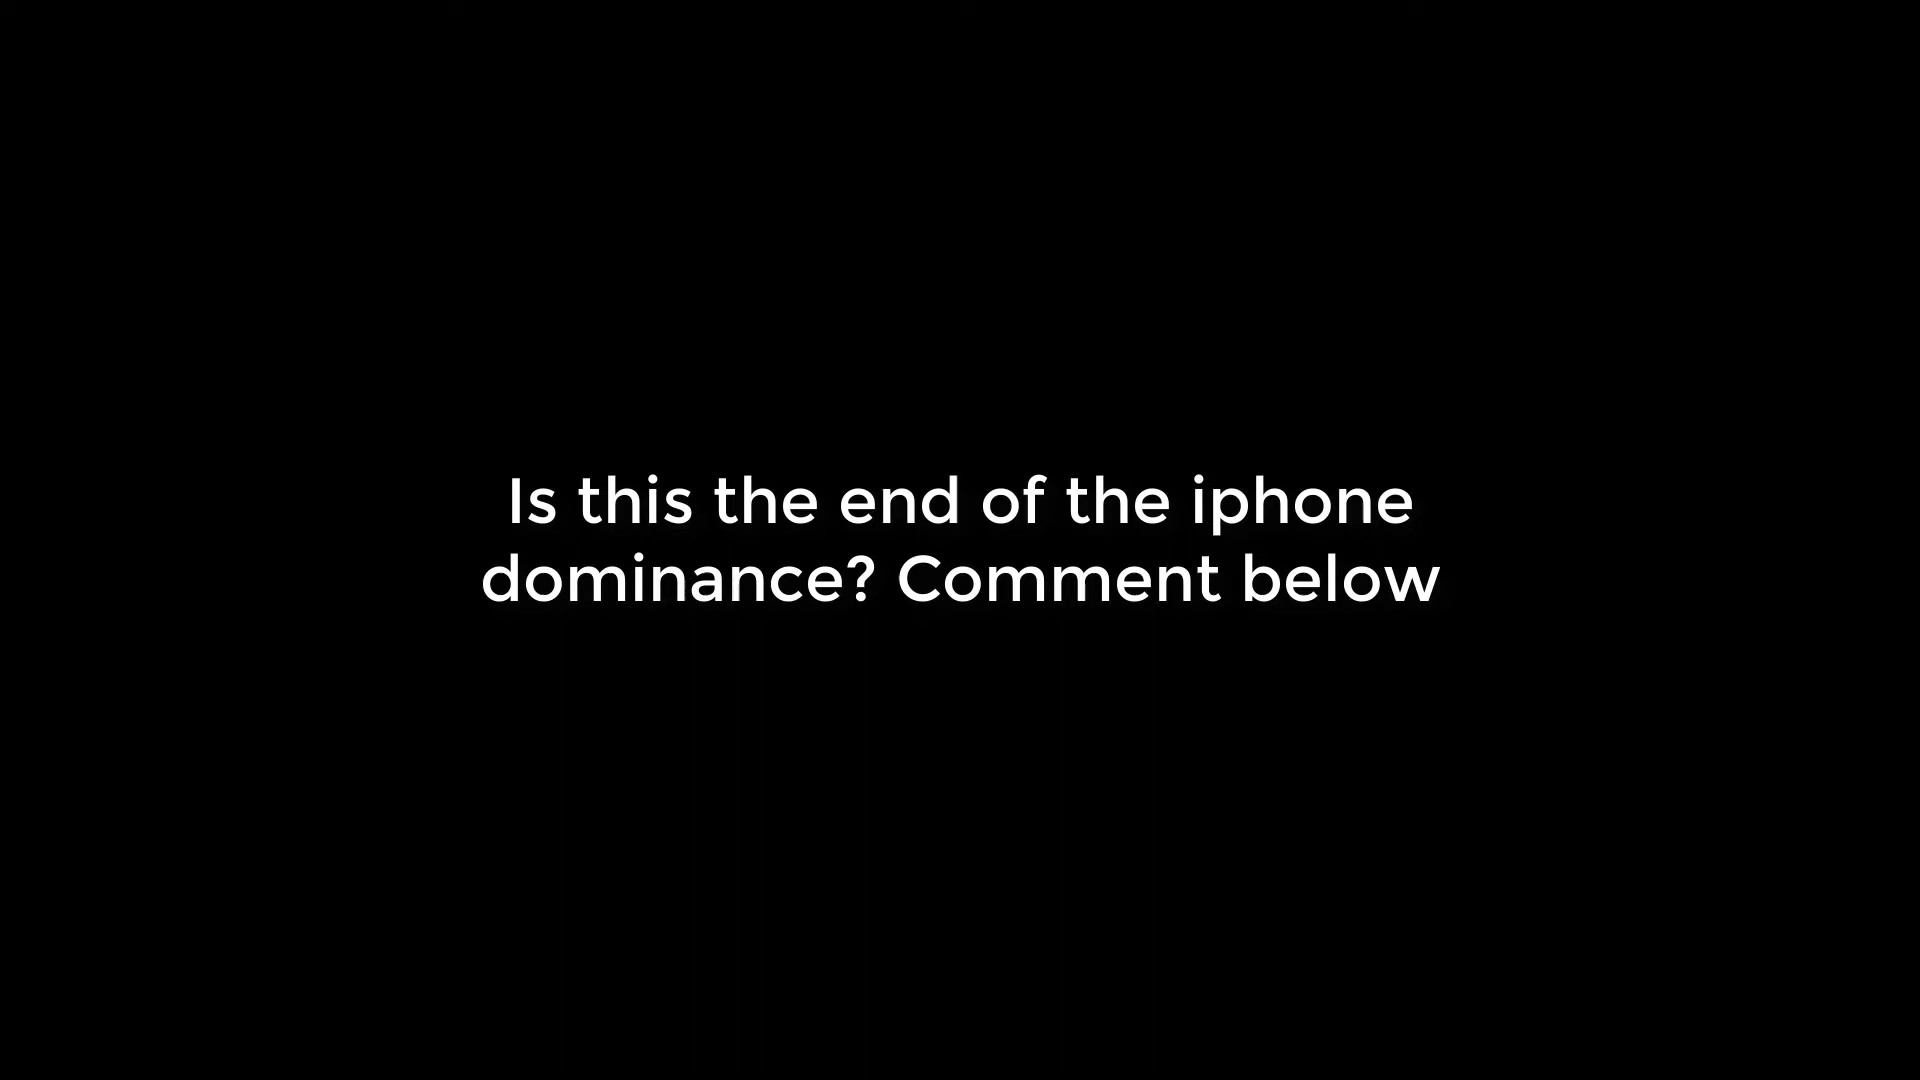 Is this the end of the iphone
dominance? Comment below